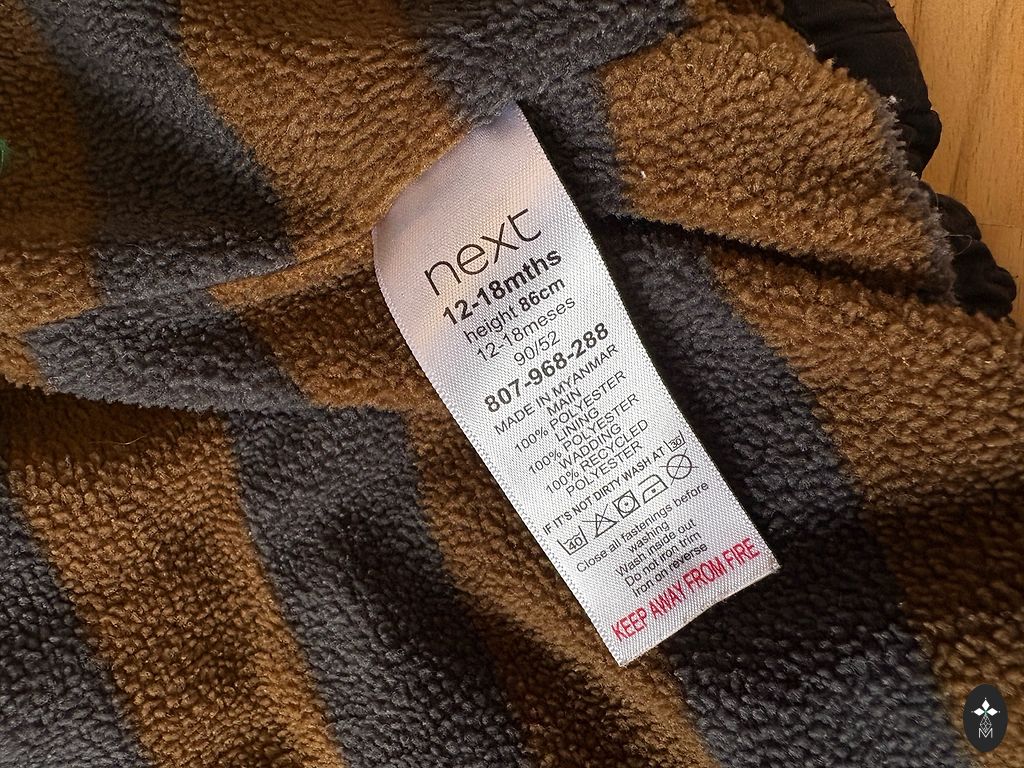 next
12-18mths
height 86cm
12-18meses
90/52
807-968-288
MADE IN MYANMAR
MAIN
100% POLYESTER
LINING
100% POLYESTER
WADDING
100% RECYCLED
POLYESTER
IF IT'S NOT DIRTY WASH AT 30
40
Close all fastenings before
washing
Wash inside out
Do not iron trim
Iron on reverse
KEEP AWAY FROM FIRE
M